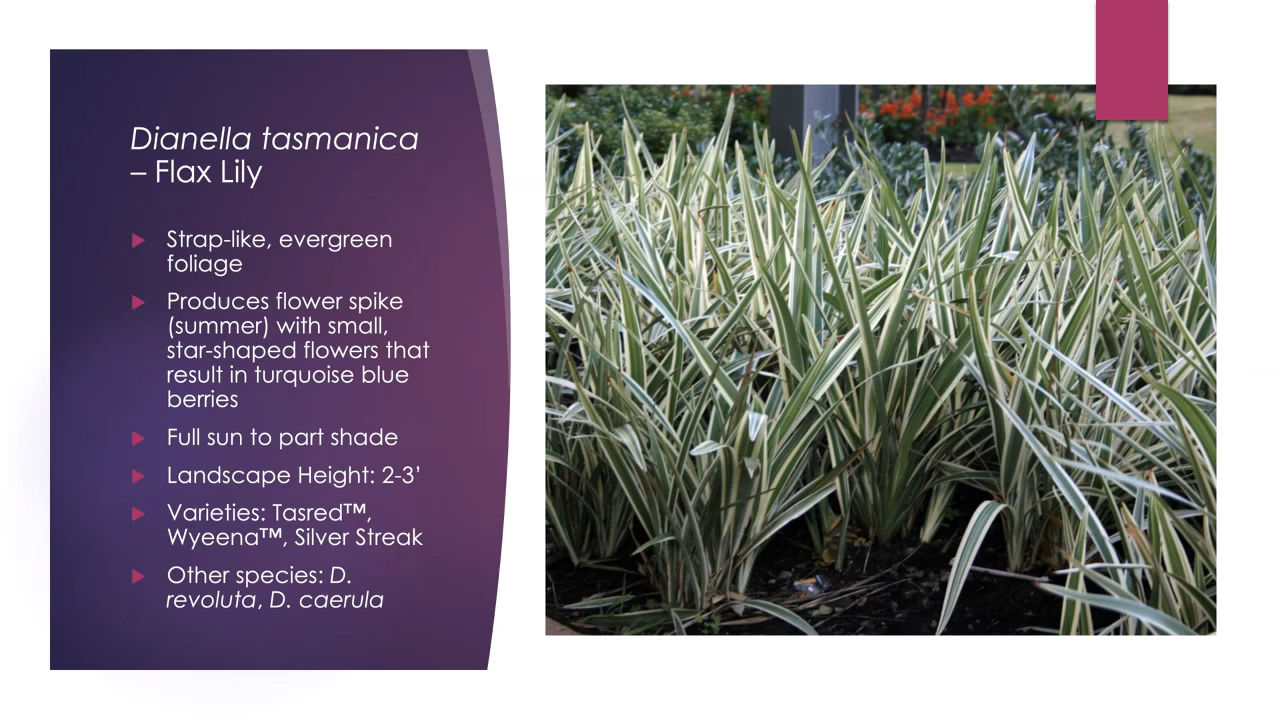 Dianella tasmanica
– Flax Lily
Strap-like, evergreen
foliage
Produces flower spike
(summer) with small,
star-shaped flowers that
result in turquoise blue
berries
Full sun to part shade
Landscape Height: 2-3’
Varieties: Tasred™,
Wyeena™, Silver Streak
Other species: D.
revoluta, D. caerula